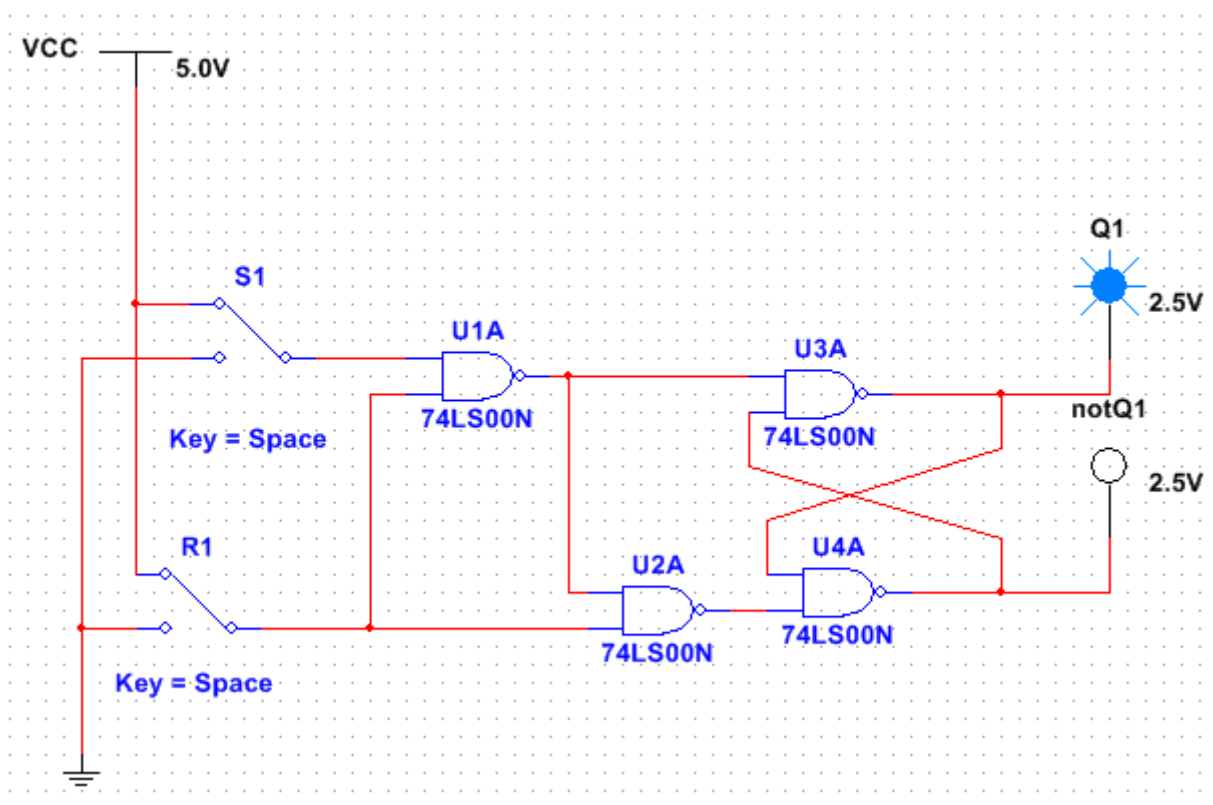 VCC
5.0V
Q1
2.5V
S1
U1A
74LS00N
Key = Space
U3A
74LS00N
notQ1
2.5V
R1
Key = Space
U2A
74LS00N
U4A
74LS00N